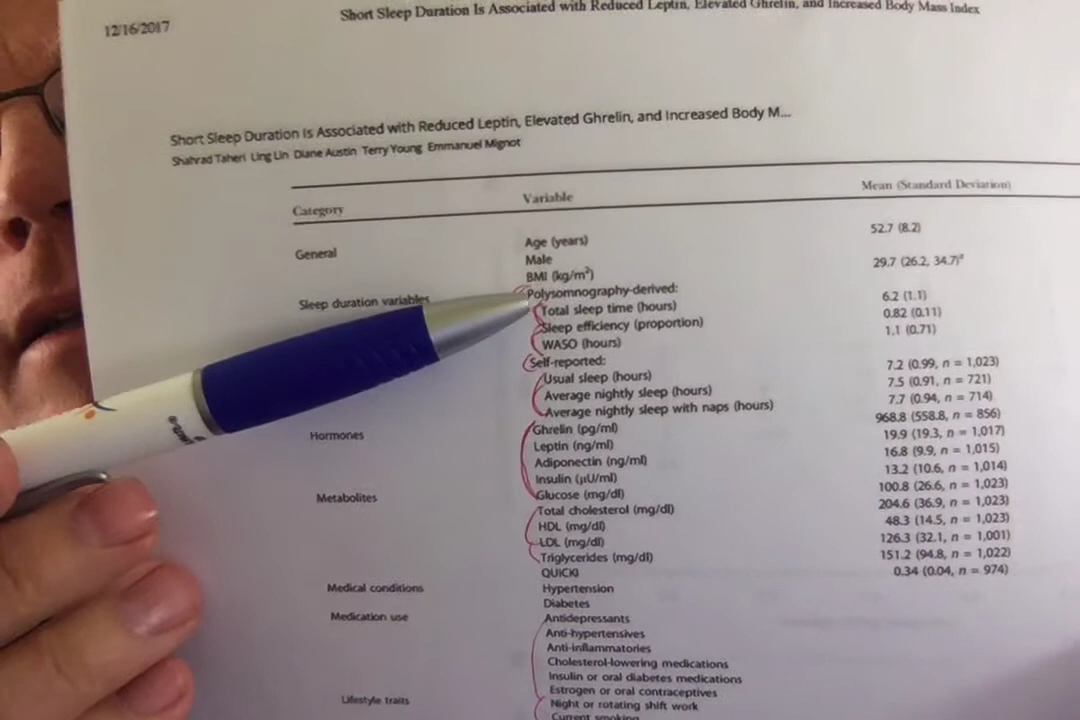 12/16/2017
Short Sleep Duration Is Associated with Reduced Leptin, Elevated Ghrelin, and Increased Body Mass Index
Short Sleep Duration Is Associated with Reduced Leptin, Elevated Ghrelin, and Increased Body M...
Shahrad Taheri Ling Lin Diane Austin Terry Young Emmanuel Mignot
Category Variable Mean (Standard Deviation)
General Age (years) 52.7 (8.2)
Male
BMI (kg/m²) 29.7 (26.2, 34.7)ᵃ
Sleep duration variables Polysomnography-derived:
Total sleep time (hours) 6.2 (1.1)
Sleep efficiency (proportion) 0.82 (0.11)
WASO (hours) 1.1 (0.71)
Self-reported:
Usual sleep (hours) 7.2 (0.99, n = 1,023)
Average nightly sleep (hours) 7.5 (0.91, n = 721)
Average nightly sleep with naps (hours) 7.7 (0.94, n = 714)
Hormones Ghrelin (pg/ml) 968.8 (558.8, n = 856)
Leptin (ng/ml) 19.9 (19.3, n = 1,017)
Adiponectin (ng/ml) 16.8 (9.9, n = 1,015)
Insulin (μU/ml) 13.2 (10.6, n = 1,014)
Metabolites Glucose (mg/dl) 100.8 (26.6, n = 1,023)
Total cholesterol (mg/dl) 204.6 (36.9, n = 1,023)
HDL (mg/dl) 48.3 (14.5, n = 1,023)
LDL (mg/dl) 126.3 (32.1, n = 1,001)
Triglycerides (mg/dl) 151.2 (94.8, n = 1,022)
QUICKI 0.34 (0.04, n = 974)
Medical conditions Hypertension
Diabetes
Medication use Antidepressants
Anti-hypertensives
Anti-inflammatories
Cholesterol-lowering medications
Insulin or oral diabetes medications
Estrogen or oral contraceptives
Lifestyle traits Night or rotating shift work
Current smoking